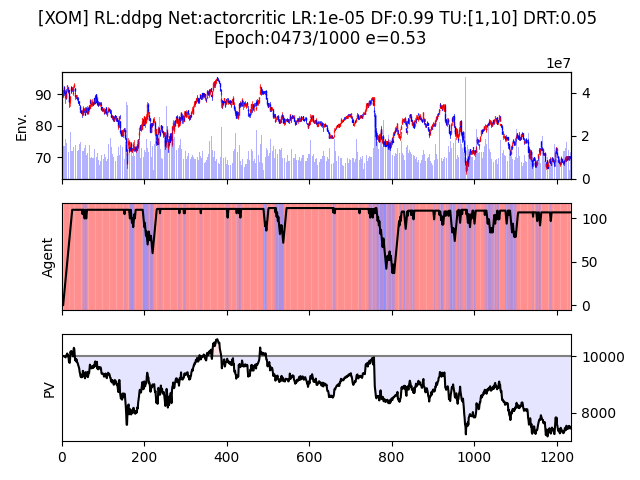 [XOM] RL:ddpg Net:actorcritic LR:1e-05 DF:0.99 TU:[1,10] DRT:0.05
Epoch:0473/1000 e=0.53
1e7
Env.
90
80
70
4
2
0
Agent
100
50
0
PV
10000
8000
0 200 400 600 800 1000 1200